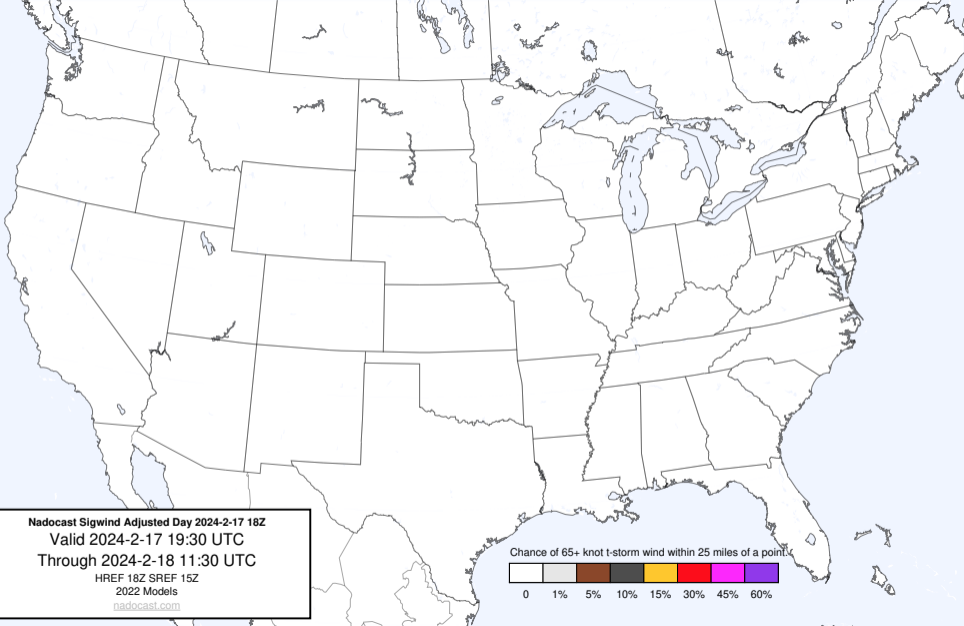 Nadocast Sigwind Adjusted Day 2024-2-17 18Z
Valid 2024-2-17 19:30 UTC
Through 2024-2-18 11:30 UTC
HREF 18Z SREF 15Z
2022 Models
nadocast.com
Chance of 65+ knot t-storm wind within 25 miles of a point.
0 1% 5% 10% 15% 30% 45% 60%